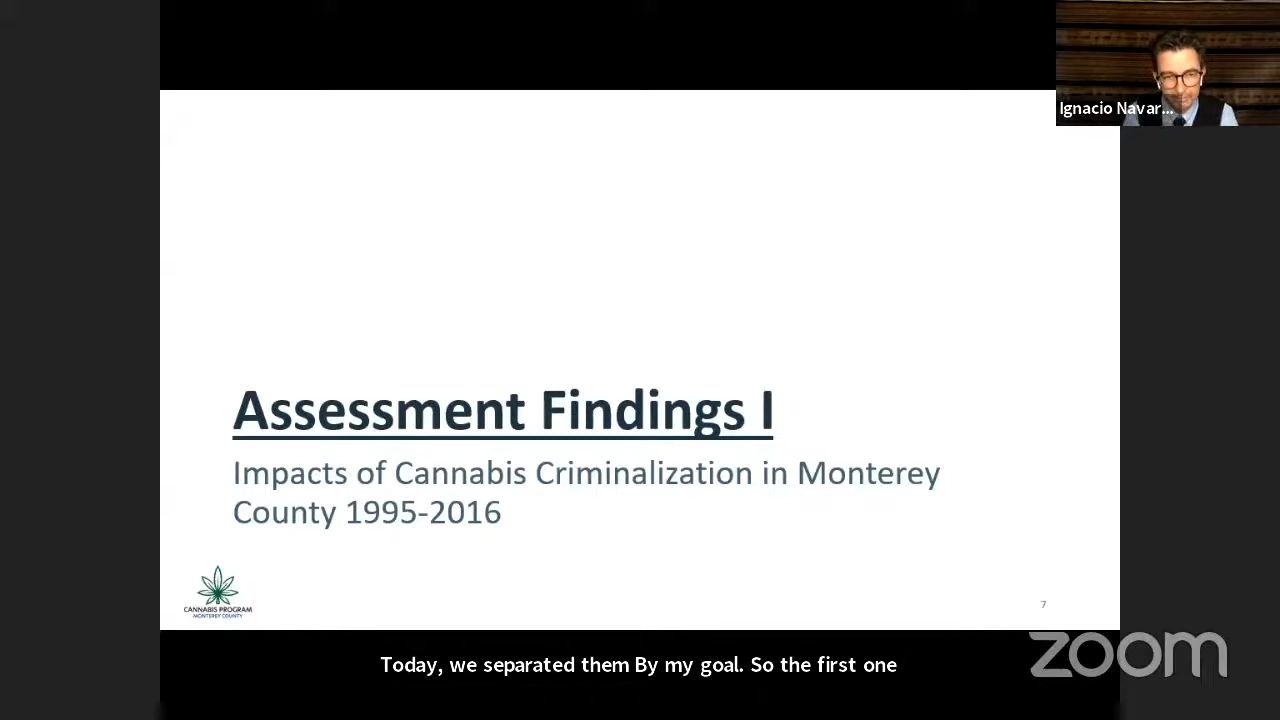 Ignacio Navar...
Assessment Findings I
Impacts of Cannabis Criminalization in Monterey
County 1995-2016
CANNABIS PROGRAM
MONTEREY COUNTY
7
Today, we separated them By my goal. So the first one
zoom